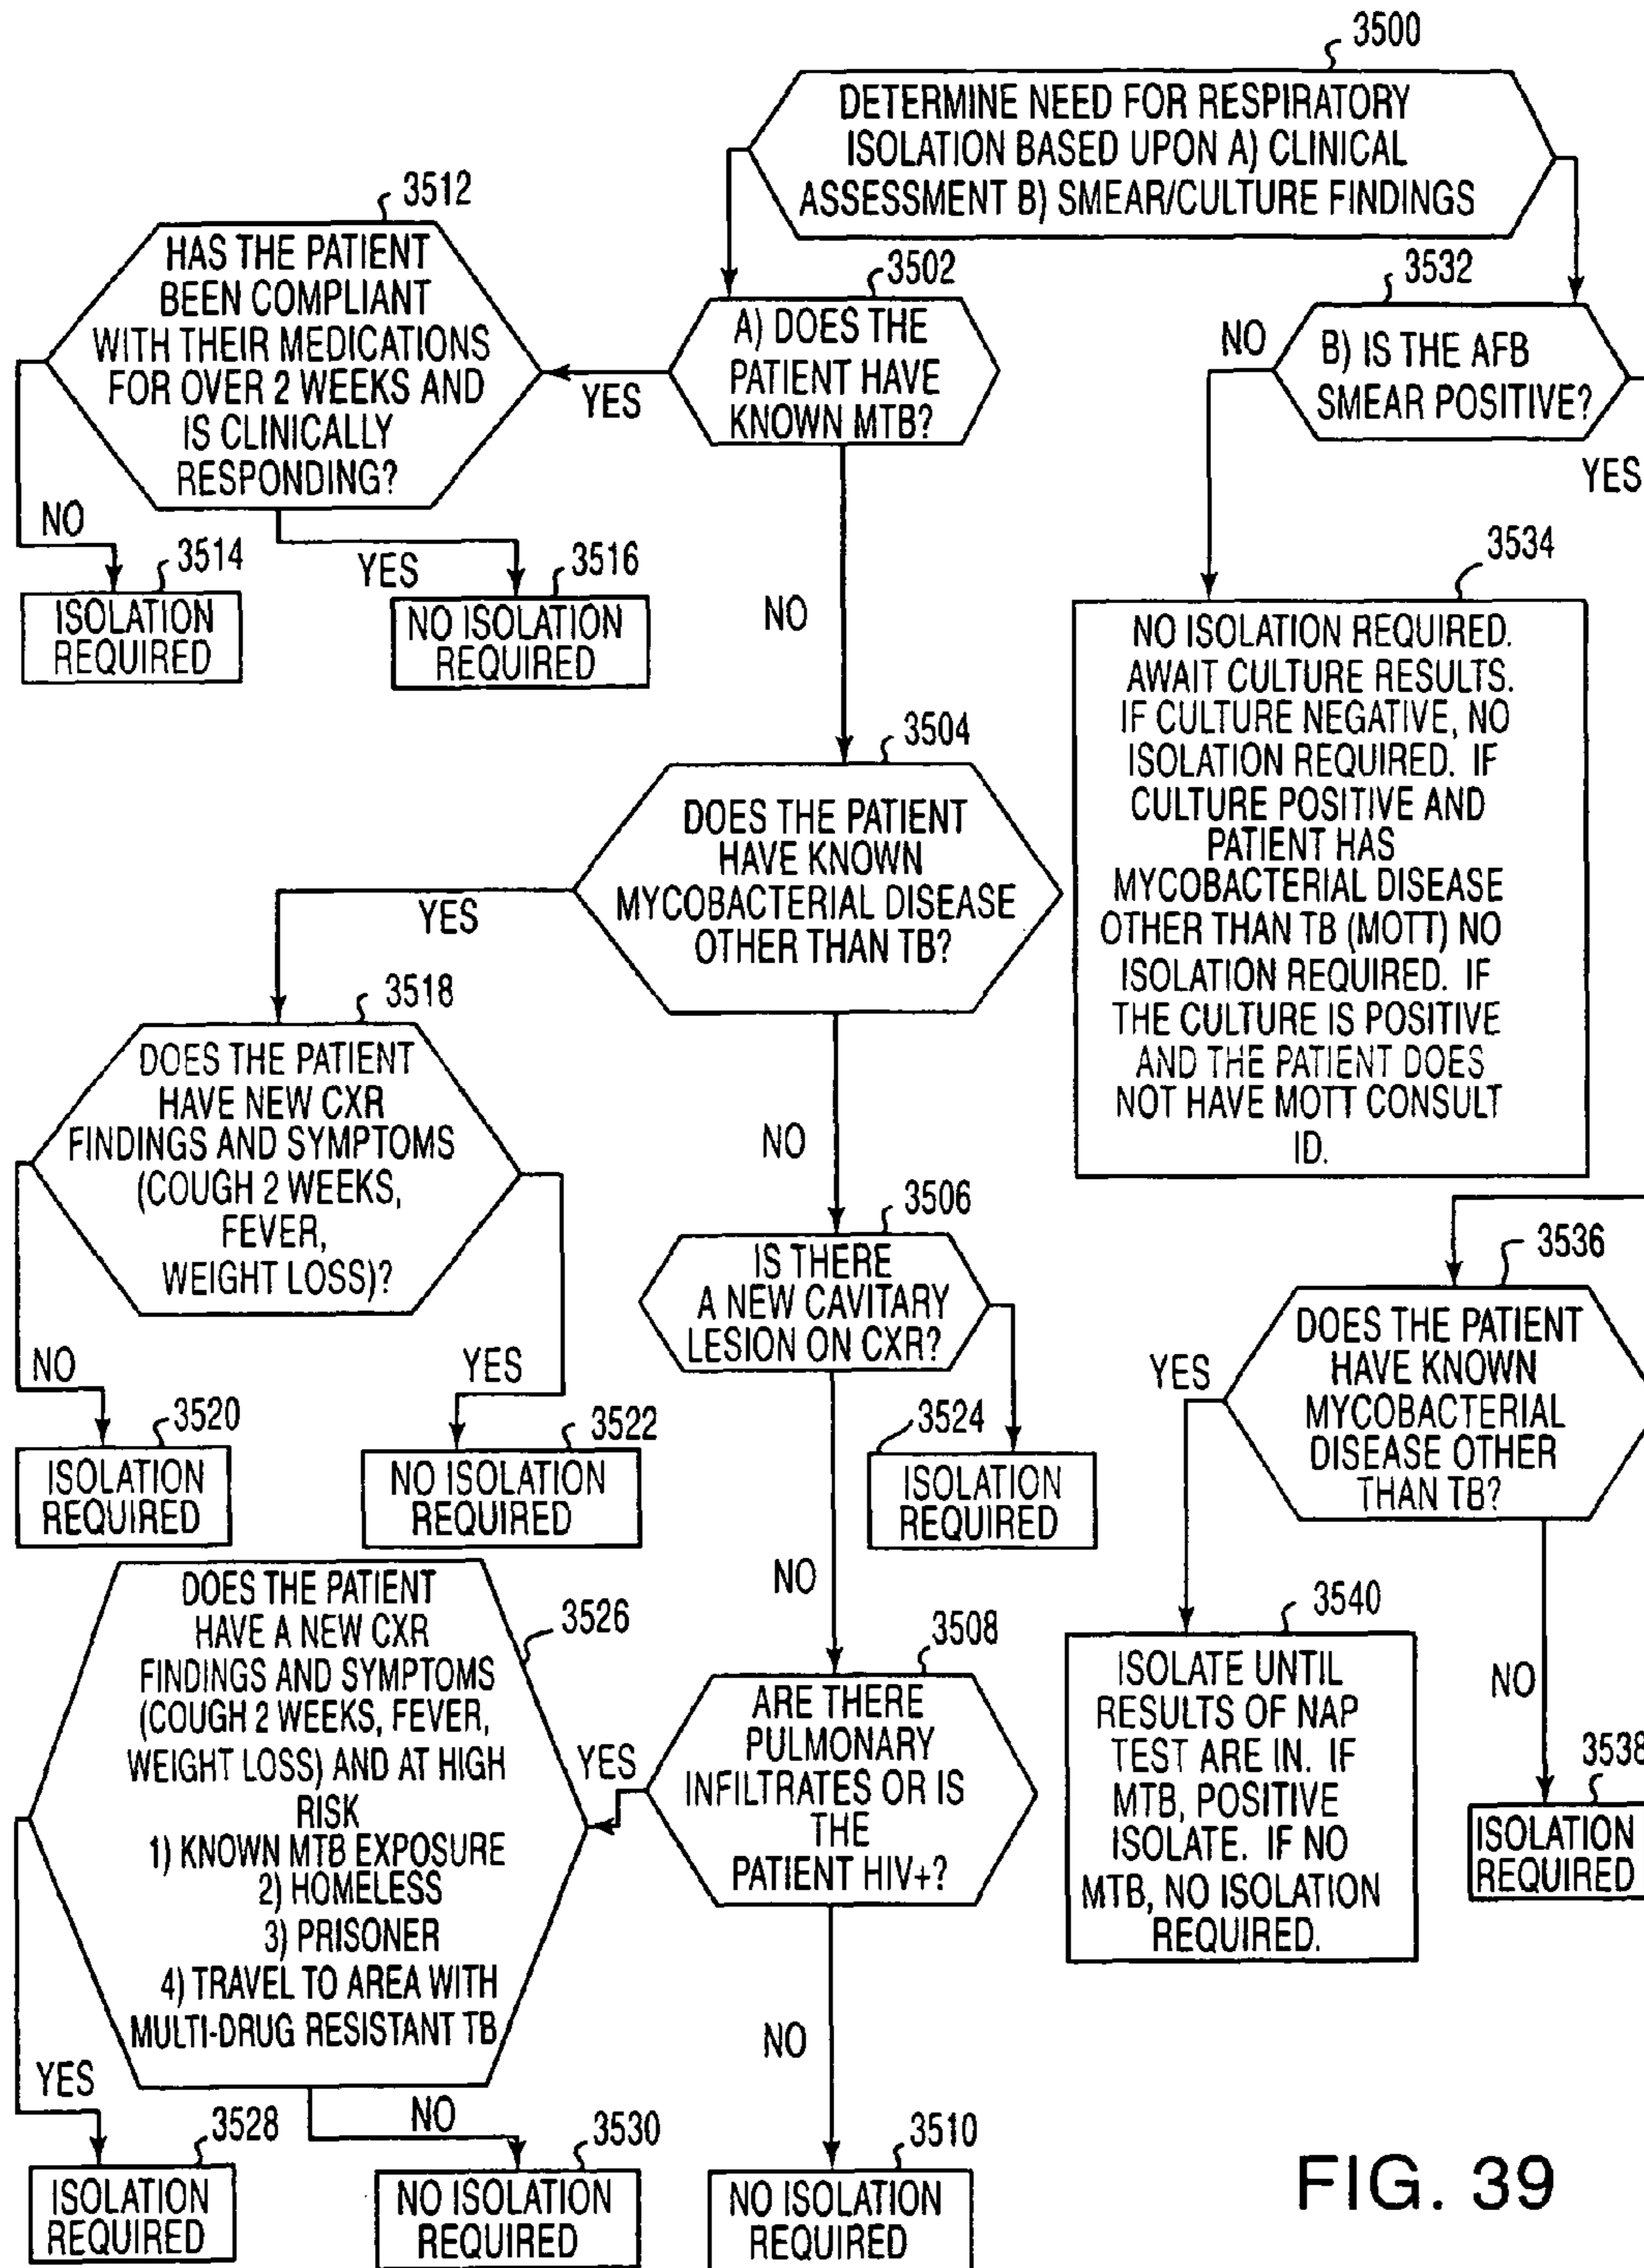 3500
DETERMINE NEED FOR RESPIRATORY
ISOLATION BASED UPON A) CLINICAL
ASSESSMENT B) SMEAR/CULTURE FINDINGS
3512
HAS THE PATIENT
BEEN COMPLIANT
WITH THEIR MEDICATIONS
FOR OVER 2 WEEKS AND
IS CLINICALLY
RESPONDING?
3502
A) DOES THE
PATIENT HAVE
KNOWN MTB?
YES
3532
B) IS THE AFB
SMEAR POSITIVE?
NO
YES
NO
3514
ISOLATION
REQUIRED
YES
3516
NO ISOLATION
REQUIRED
NO
3534
NO ISOLATION REQUIRED.
AWAIT CULTURE RESULTS.
IF CULTURE NEGATIVE, NO
ISOLATION REQUIRED. IF
CULTURE POSITIVE AND
PATIENT HAS
MYCOBACTERIAL DISEASE
OTHER THAN TB (MOTT) NO
ISOLATION REQUIRED. IF
THE CULTURE IS POSITIVE
AND THE PATIENT DOES
NOT HAVE MOTT CONSULT
ID.
3504
DOES THE PATIENT
HAVE KNOWN
MYCOBACTERIAL DISEASE
OTHER THAN TB?
YES
3518
DOES THE PATIENT
HAVE NEW CXR
FINDINGS AND SYMPTOMS
(COUGH 2 WEEKS,
FEVER,
WEIGHT LOSS)?
NO
3506
IS THERE
A NEW CAVITARY
LESION ON CXR?
3536
DOES THE PATIENT
HAVE KNOWN
MYCOBACTERIAL
DISEASE OTHER
THAN TB?
NO
3520
ISOLATION
REQUIRED
YES
3522
NO ISOLATION
REQUIRED
3524
ISOLATION
REQUIRED
YES
3526
DOES THE PATIENT
HAVE A NEW CXR
FINDINGS AND SYMPTOMS
(COUGH 2 WEEKS, FEVER,
WEIGHT LOSS) AND AT HIGH
RISK
1) KNOWN MTB EXPOSURE
2) HOMELESS
3) PRISONER
4) TRAVEL TO AREA WITH
MULTI-DRUG RESISTANT TB
NO
3508
ARE THERE
PULMONARY
INFILTRATES OR IS
THE
PATIENT HIV+?
YES
3540
ISOLATE UNTIL
RESULTS OF NAP
TEST ARE IN. IF
MTB, POSITIVE
ISOLATE. IF NO
MTB, NO ISOLATION
REQUIRED.
NO
3538
ISOLATION
REQUIRED
YES
3528
ISOLATION
REQUIRED
NO
3530
NO ISOLATION
REQUIRED
NO
3510
NO ISOLATION
REQUIRED
FIG. 39